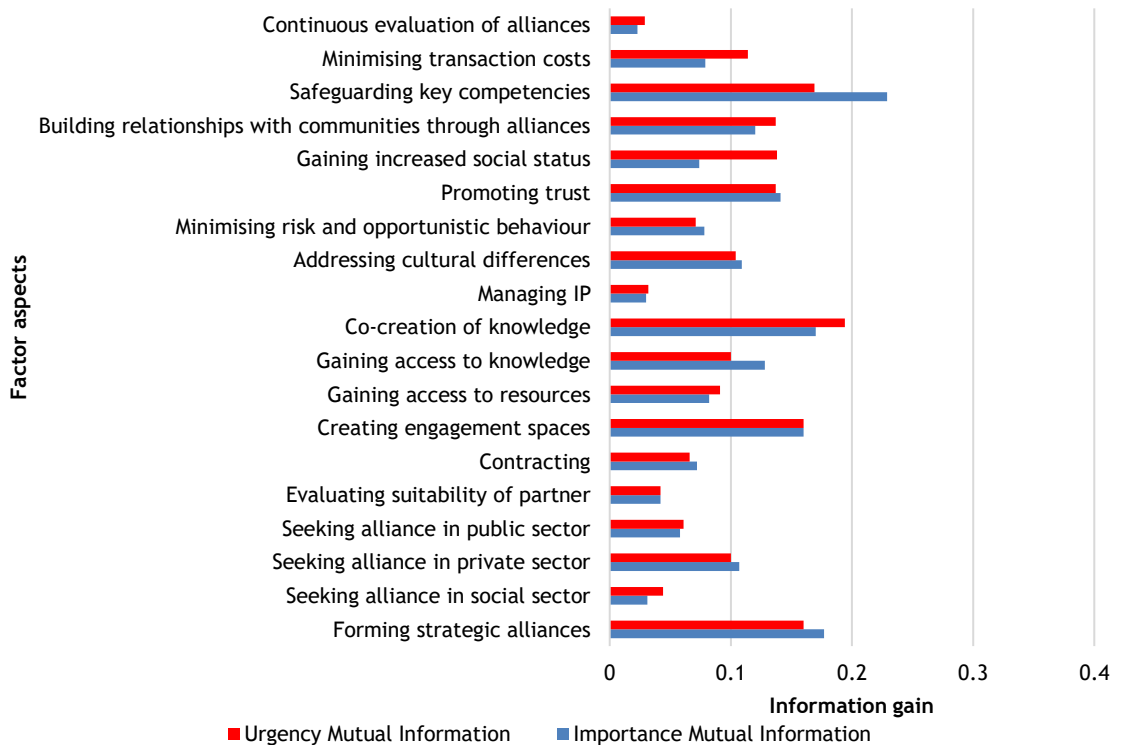 Continuous evaluation of alliances
Minimising transaction costs
Safeguarding key competencies
Building relationships with communities through alliances
Gaining increased social status
Promoting trust
Minimising risk and opportunistic behaviour
Addressing cultural differences
Managing IP
Co-creation of knowledge
Gaining access to knowledge
Gaining access to resources
Creating engagement spaces
Contracting
Evaluating suitability of partner
Seeking alliance in public sector
Seeking alliance in private sector
Seeking alliance in social sector
Forming strategic alliances
Factor aspects
0 0.1 0.2 0.3 0.4
Information gain
Urgency Mutual Information Importance Mutual Information